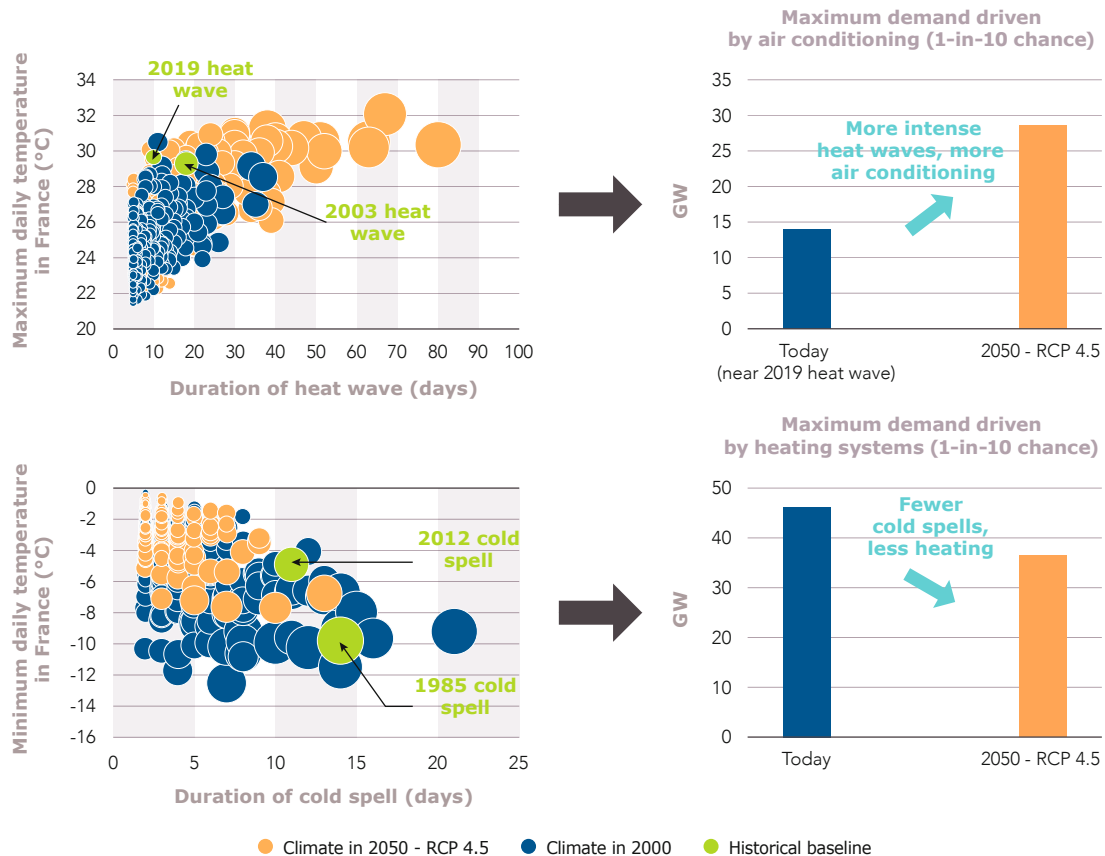 Maximum demand driven
by air conditioning (1-in-10 chance)
Maximum daily temperature
in France (°C)
34
32
30
28
26
24
22
20
2019 heat
wave
2003 heat
wave
0 10 20 30 40 50 60 70 80 90 100
Duration of heat wave (days)
GW
35
30
25
20
15
10
5
0
More intense
heat waves, more
air conditioning
Today
(near 2019 heat wave)
2050 - RCP 4.5
Maximum demand driven
by heating systems (1-in-10 chance)
Minimum daily temperature
in France (°C)
0
-2
-4
-6
-8
-10
-12
-14
-16
2012 cold
spell
1985 cold
spell
0 5 10 15 20 25
Duration of cold spell (days)
GW
50
40
30
20
10
0
Fewer
cold spells,
less heating
Today
2050 - RCP 4.5
Climate in 2050 - RCP 4.5 Climate in 2000 Historical baseline